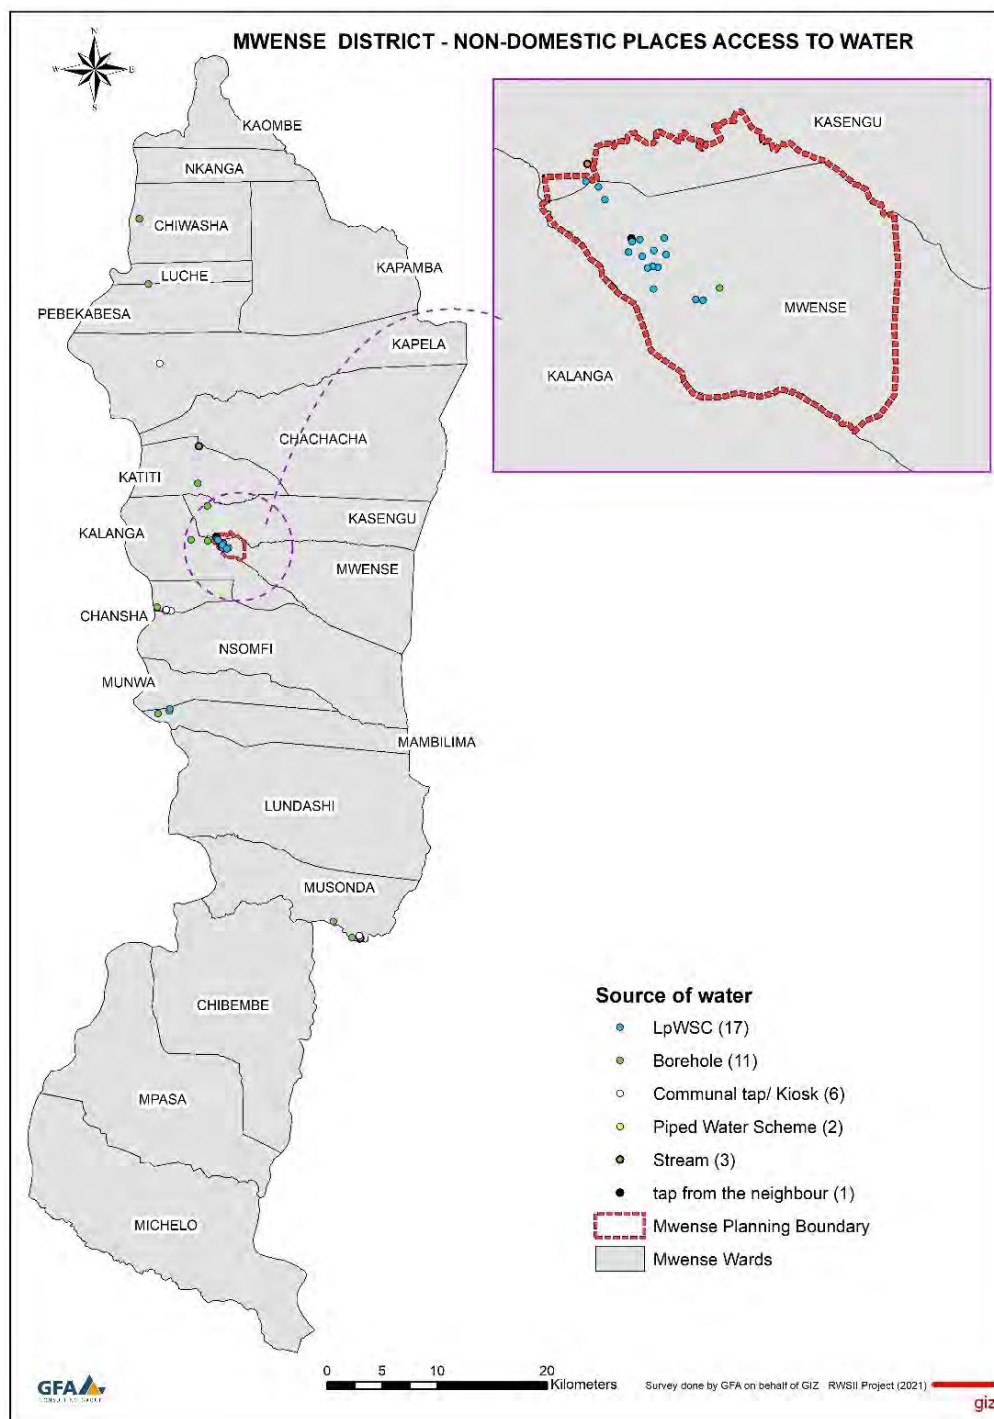 MWENSE DISTRICT - NON-DOMESTIC PLACES ACCESS TO WATER
N
W
E
S
KASENGU
MWENSE
KALANGA
KAOMBE
NKANGA
CHIWASHA
KAPAMBA
LUCHE
PEBEKABESA
KAPELA
CHACHACHA
KATITI
KASENGU
KALANGA
MWENSE
CHANSHA
NSOMFI
MUNWA
MAMBILIMA
LUNDASHI
MUSONDA
CHIBEMBE
MPASA
MICHELO
Source of water
LpWSC (17)
Borehole (11)
Communal tap/ Kiosk (6)
Piped Water Scheme (2)
Stream (3)
tap from the neighbour (1)
Mwense Planning Boundary
Mwense Wards
0 5 10 20
Kilometers
GFA
CONSULTING GROUP
Survey done by GFA on behalf of GIZ RWSII Project (2021)
giz